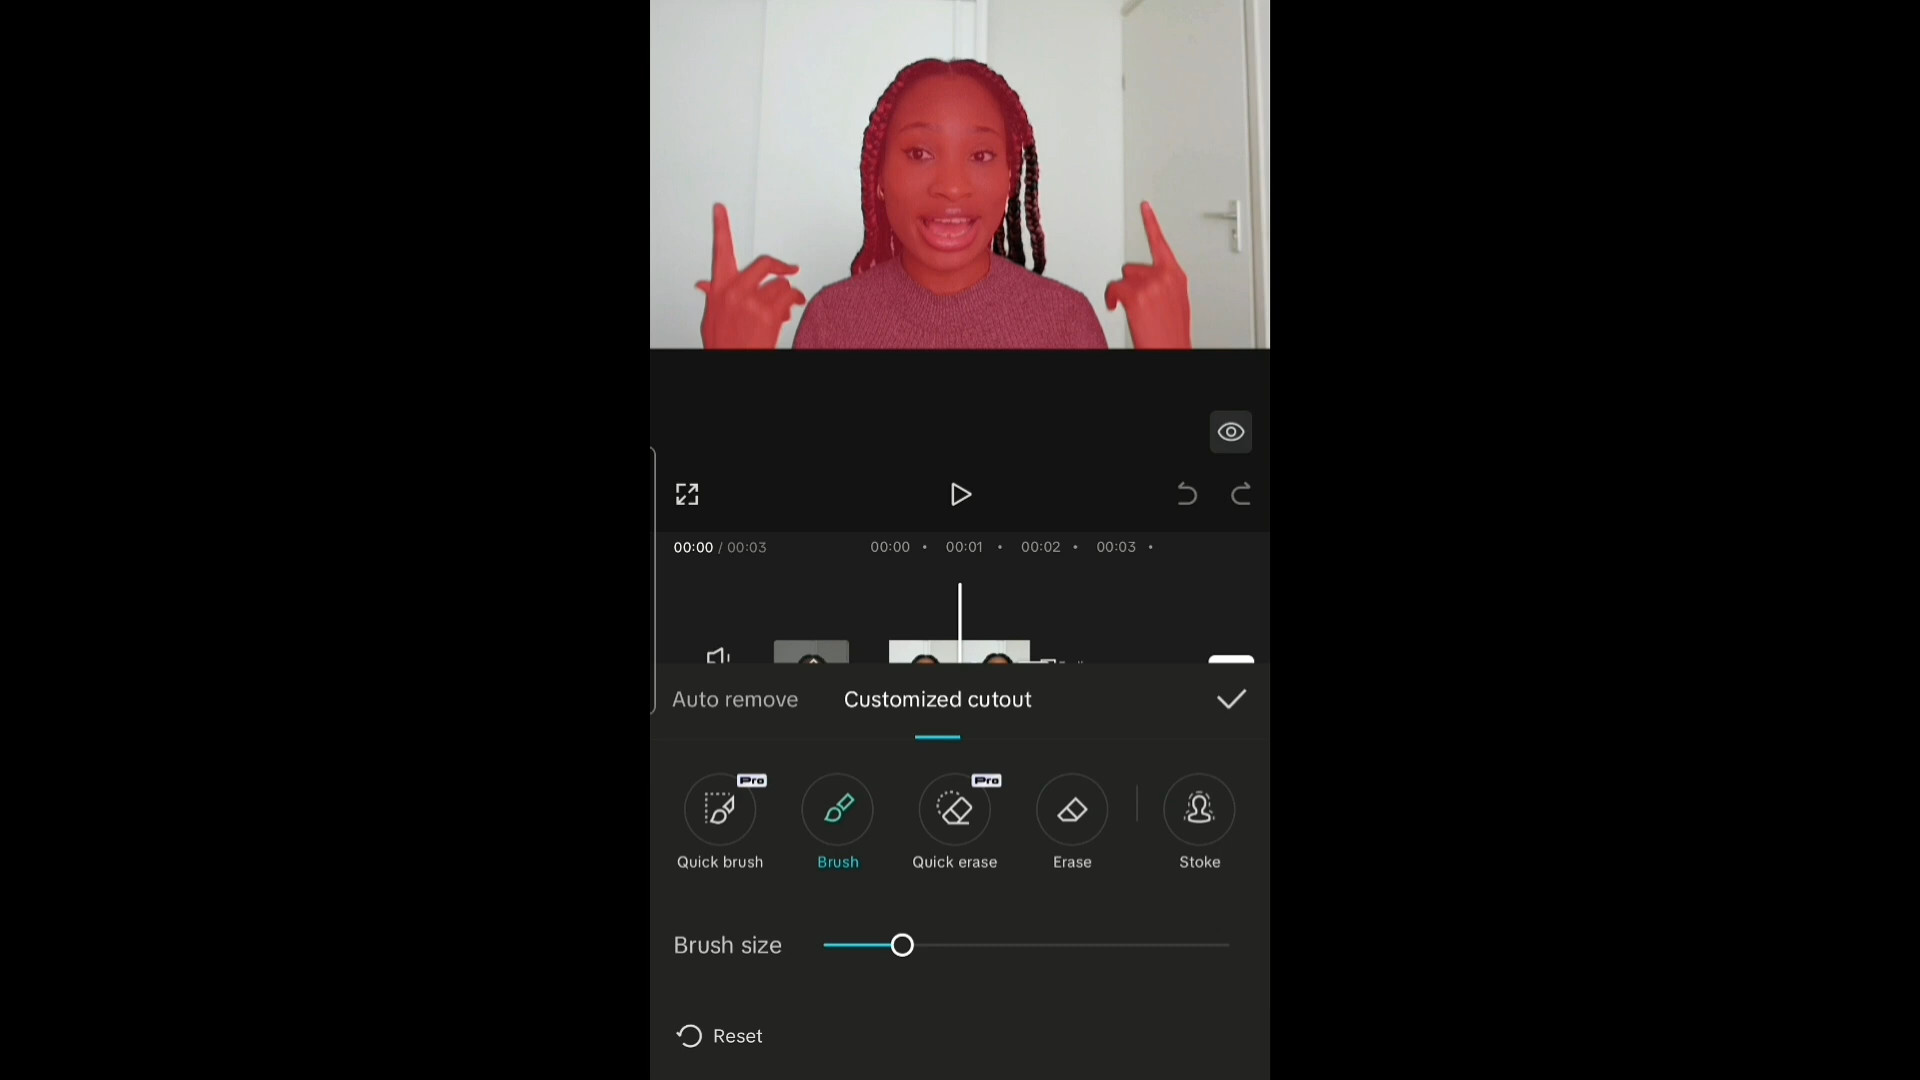 00:00 / 00:03 00:00 00:01 00:02 00:03
Auto remove Customized cutout
Pro Pro
Quick brush Brush Quick erase Erase Stoke
Brush size
Reset